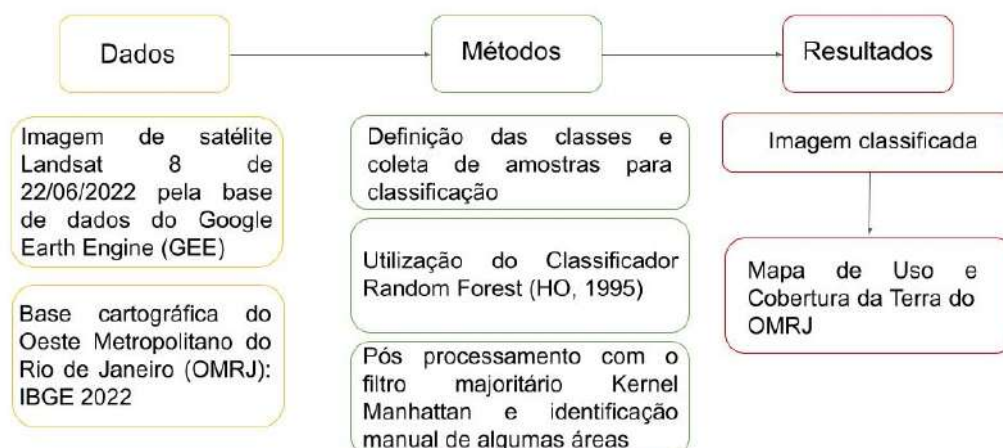 Dados
Métodos
Resultados
Imagem de satélite
Landsat 8 de
22/06/2022 pela base
de dados do Google
Earth Engine (GEE)
Base cartográfica do
Oeste Metropolitano do
Rio de Janeiro (OMRJ):
IBGE 2022
Definição das classes e
coleta de amostras para
classificação
Utilização do Classificador
Random Forest (HO, 1995)
Pós processamento com o
filtro majoritário Kernel
Manhattan e identificação
manual de algumas áreas
Imagem classificada
Mapa de Uso e
Cobertura da Terra do
OMRJ